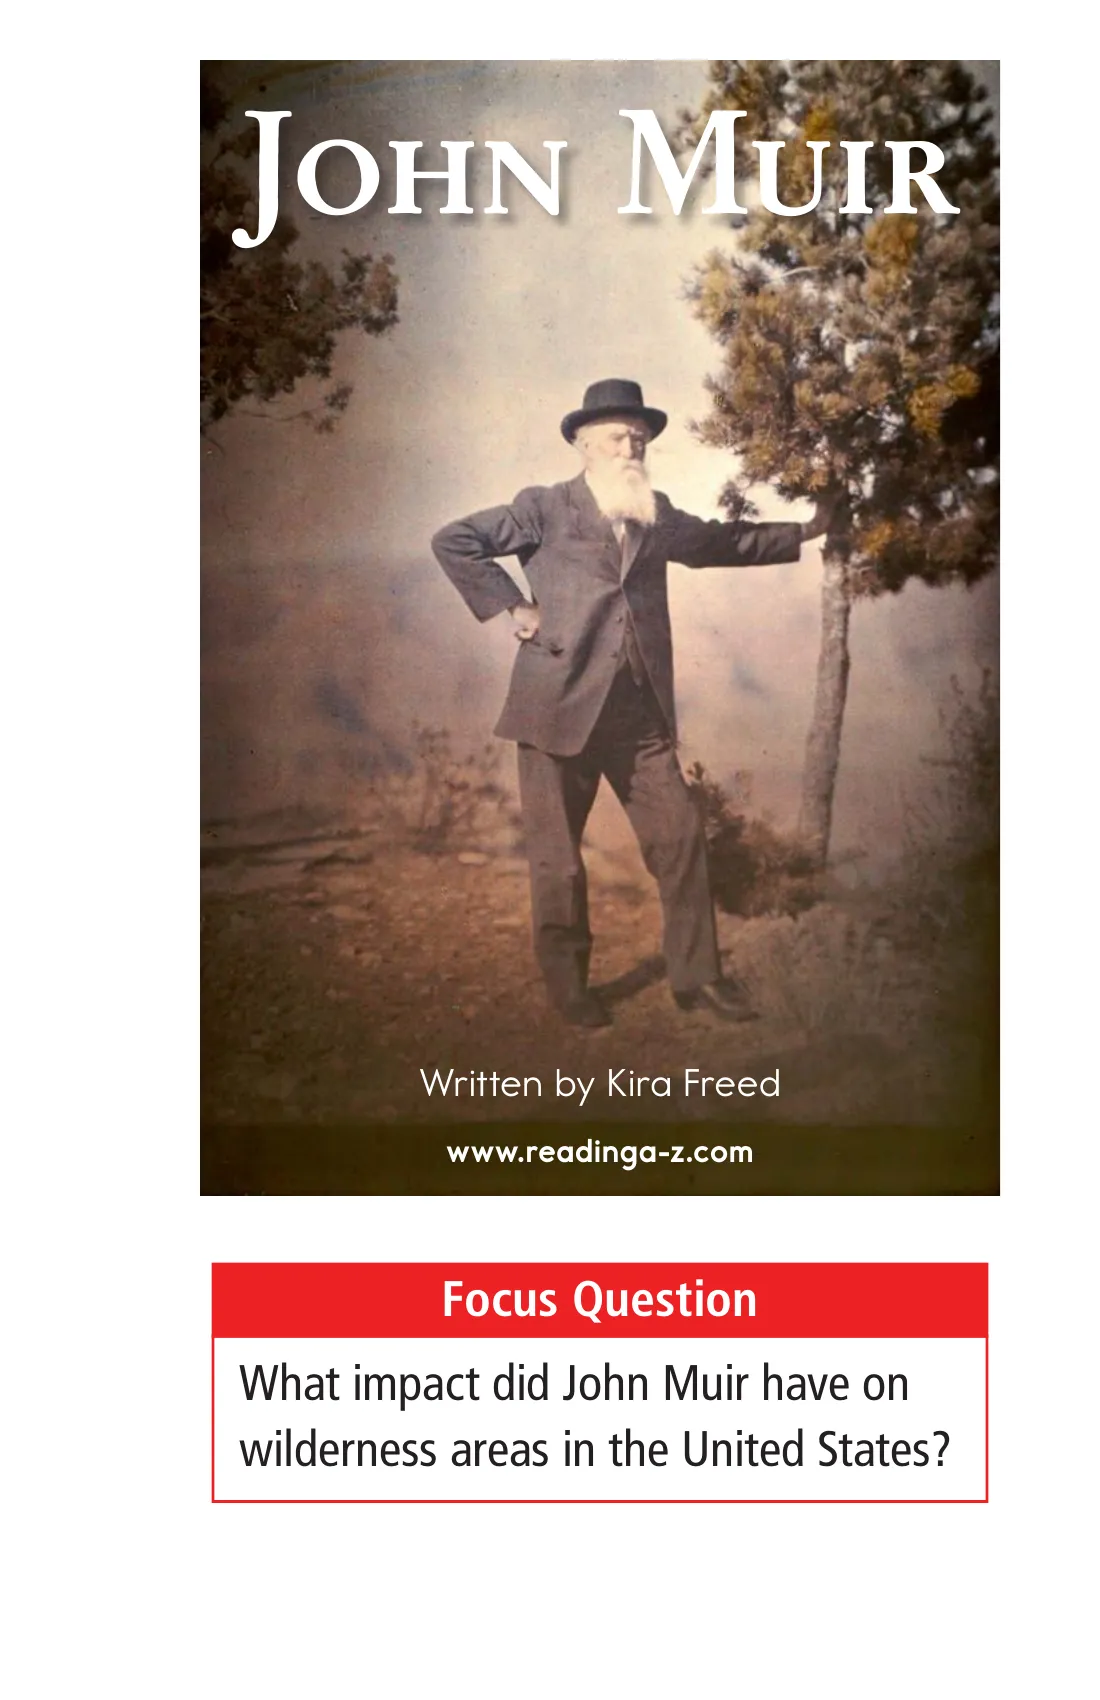 JOHN MUIR
Written by Kira Freed
www.readinga-z.com
Focus Question
What impact did John Muir have on
wilderness areas in the United States?